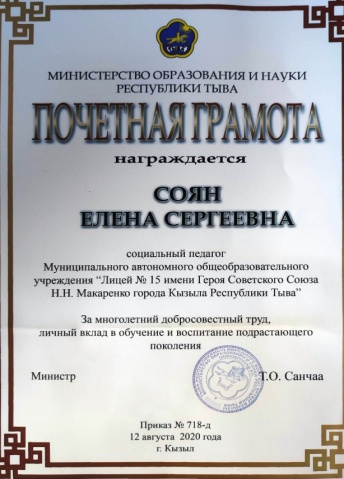 МИНИСТЕРСТВО ОБРАЗОВАНИЯ И НАУКИ
РЕСПУБЛИКИ ТЫВА
ПОЧЕТНАЯ ГРАМОТА
награждается
СОЯН
ЕЛЕНА СЕРГЕЕВНА
социальный педагог
Муниципального автономного общеобразовательного
учреждения “Лицей № 15 имени Героя Советского Союза
Н.Н. Макаренко города Кызыла Республики Тыва”
За многолетний добросовестный труд,
личный вклад в обучение и воспитание подрастающего
поколения
Министр Т.О. Санчаа
Приказ № 718-д
12 августа 2020 года
г. Кызыл